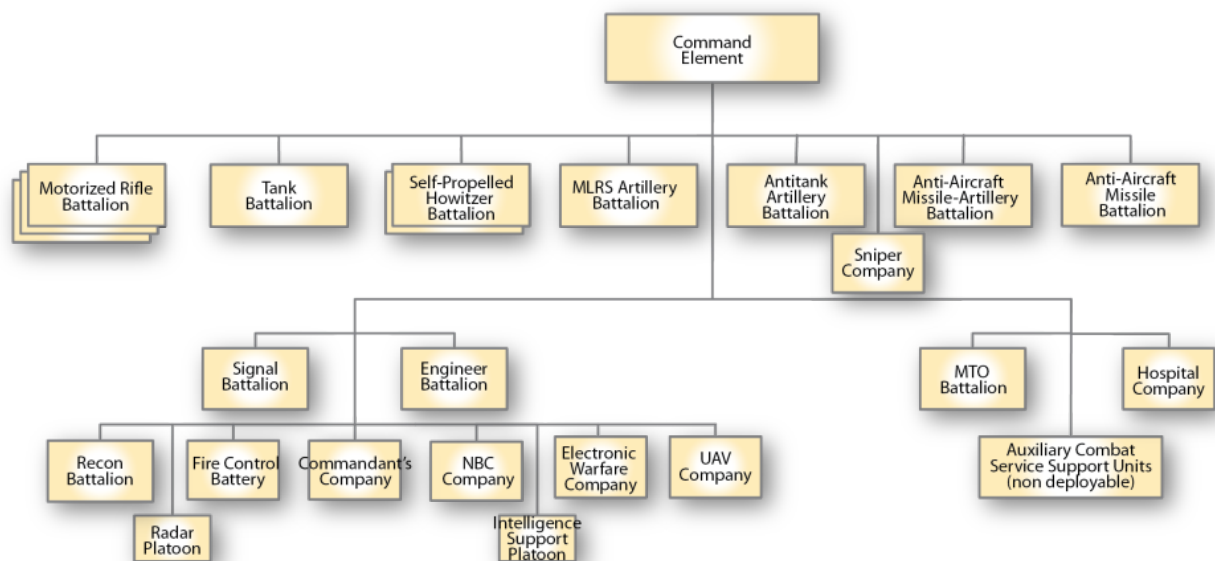 Command
Element
Motorized Rifle
Battalion
Tank
Battalion
Self-Propelled
Howitzer
Battalion
MLRS Artillery
Battalion
Antitank
Artillery
Battalion
Anti-Aircraft
Missile-Artillery
Battalion
Anti-Aircraft
Missile
Battalion
Sniper
Company
Signal
Battalion
Engineer
Battalion
MTO
Battalion
Hospital
Company
Recon
Battalion
Fire Control
Battery
Commandant's
Company
NBC
Company
Electronic
Warfare
Company
UAV
Company
Auxiliary Combat
Service Support Units
(non deployable)
Radar
Platoon
Intelligence
Support
Platoon